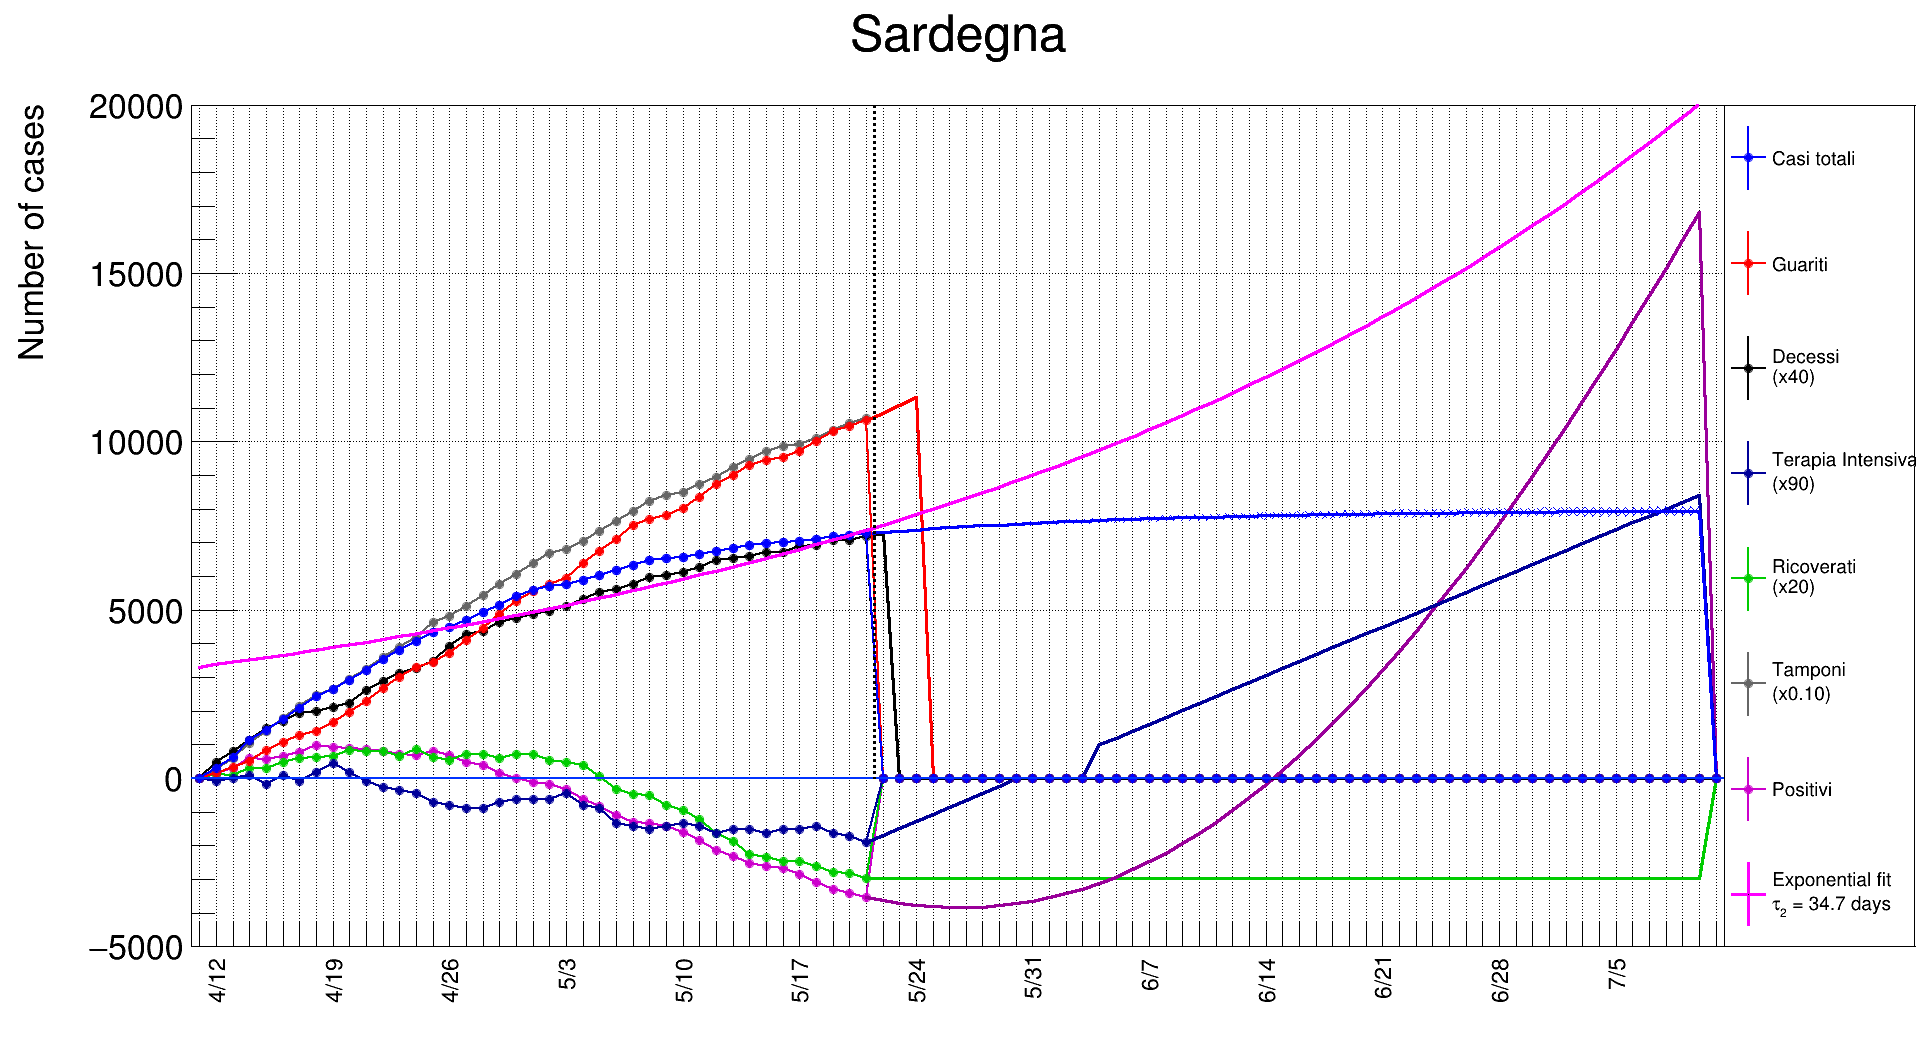 Sardegna
Number of cases
20000
15000
10000
5000
0
−5000
4/12
4/19
4/26
5/3
5/10
5/17
5/24
5/31
6/7
6/14
6/21
6/28
7/5
Casi totali
Guariti
Decessi
(x40)
Terapia Intensiva
(x90)
Ricoverati
(x20)
Tamponi
(x0.10)
Positivi
Exponential fit
τ₂ = 34.7 days